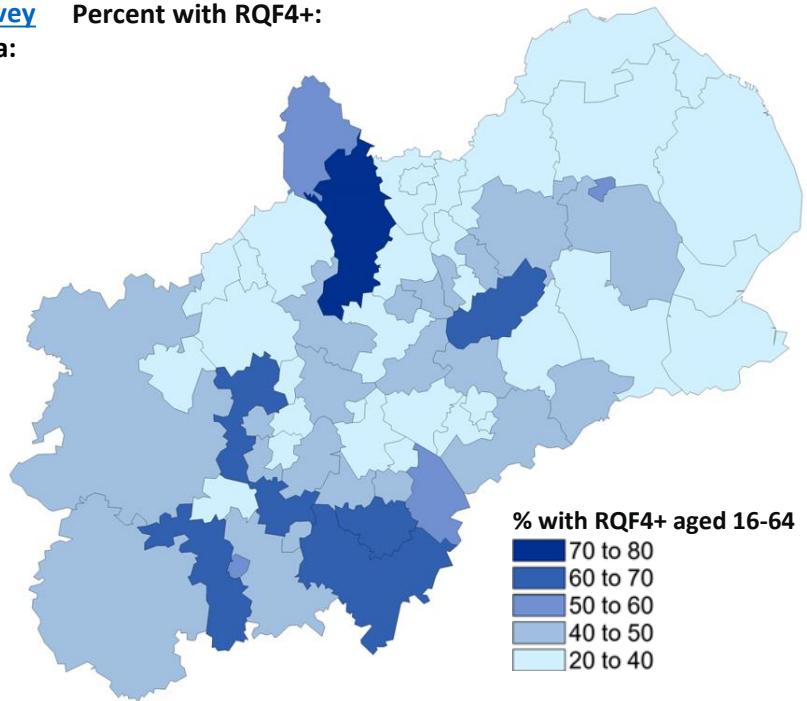 vey Percent with RQF4+:
a:
% with RQF4+ aged 16-64
70 to 80
60 to 70
50 to 60
40 to 50
20 to 40